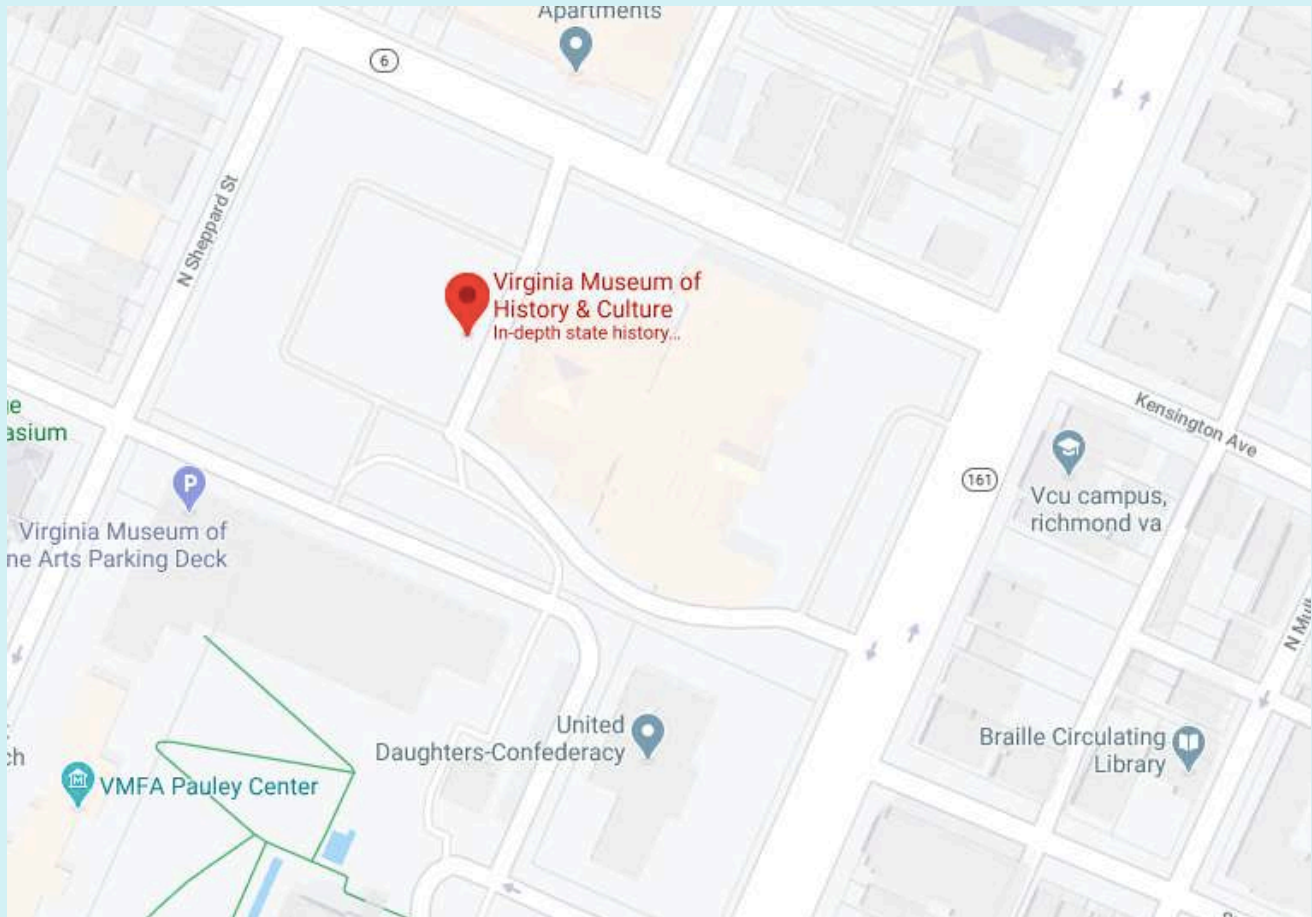 Apartments
6
N Sheppard St
Virginia Museum of
History & Culture
In-depth state history...
Kensington Ave
asium
161
Vcu campus,
richmond va
P
Virginia Museum of
ne Arts Parking Deck
United
Daughters-Confederacy
Braille Circulating
Library
VMFA Pauley Center